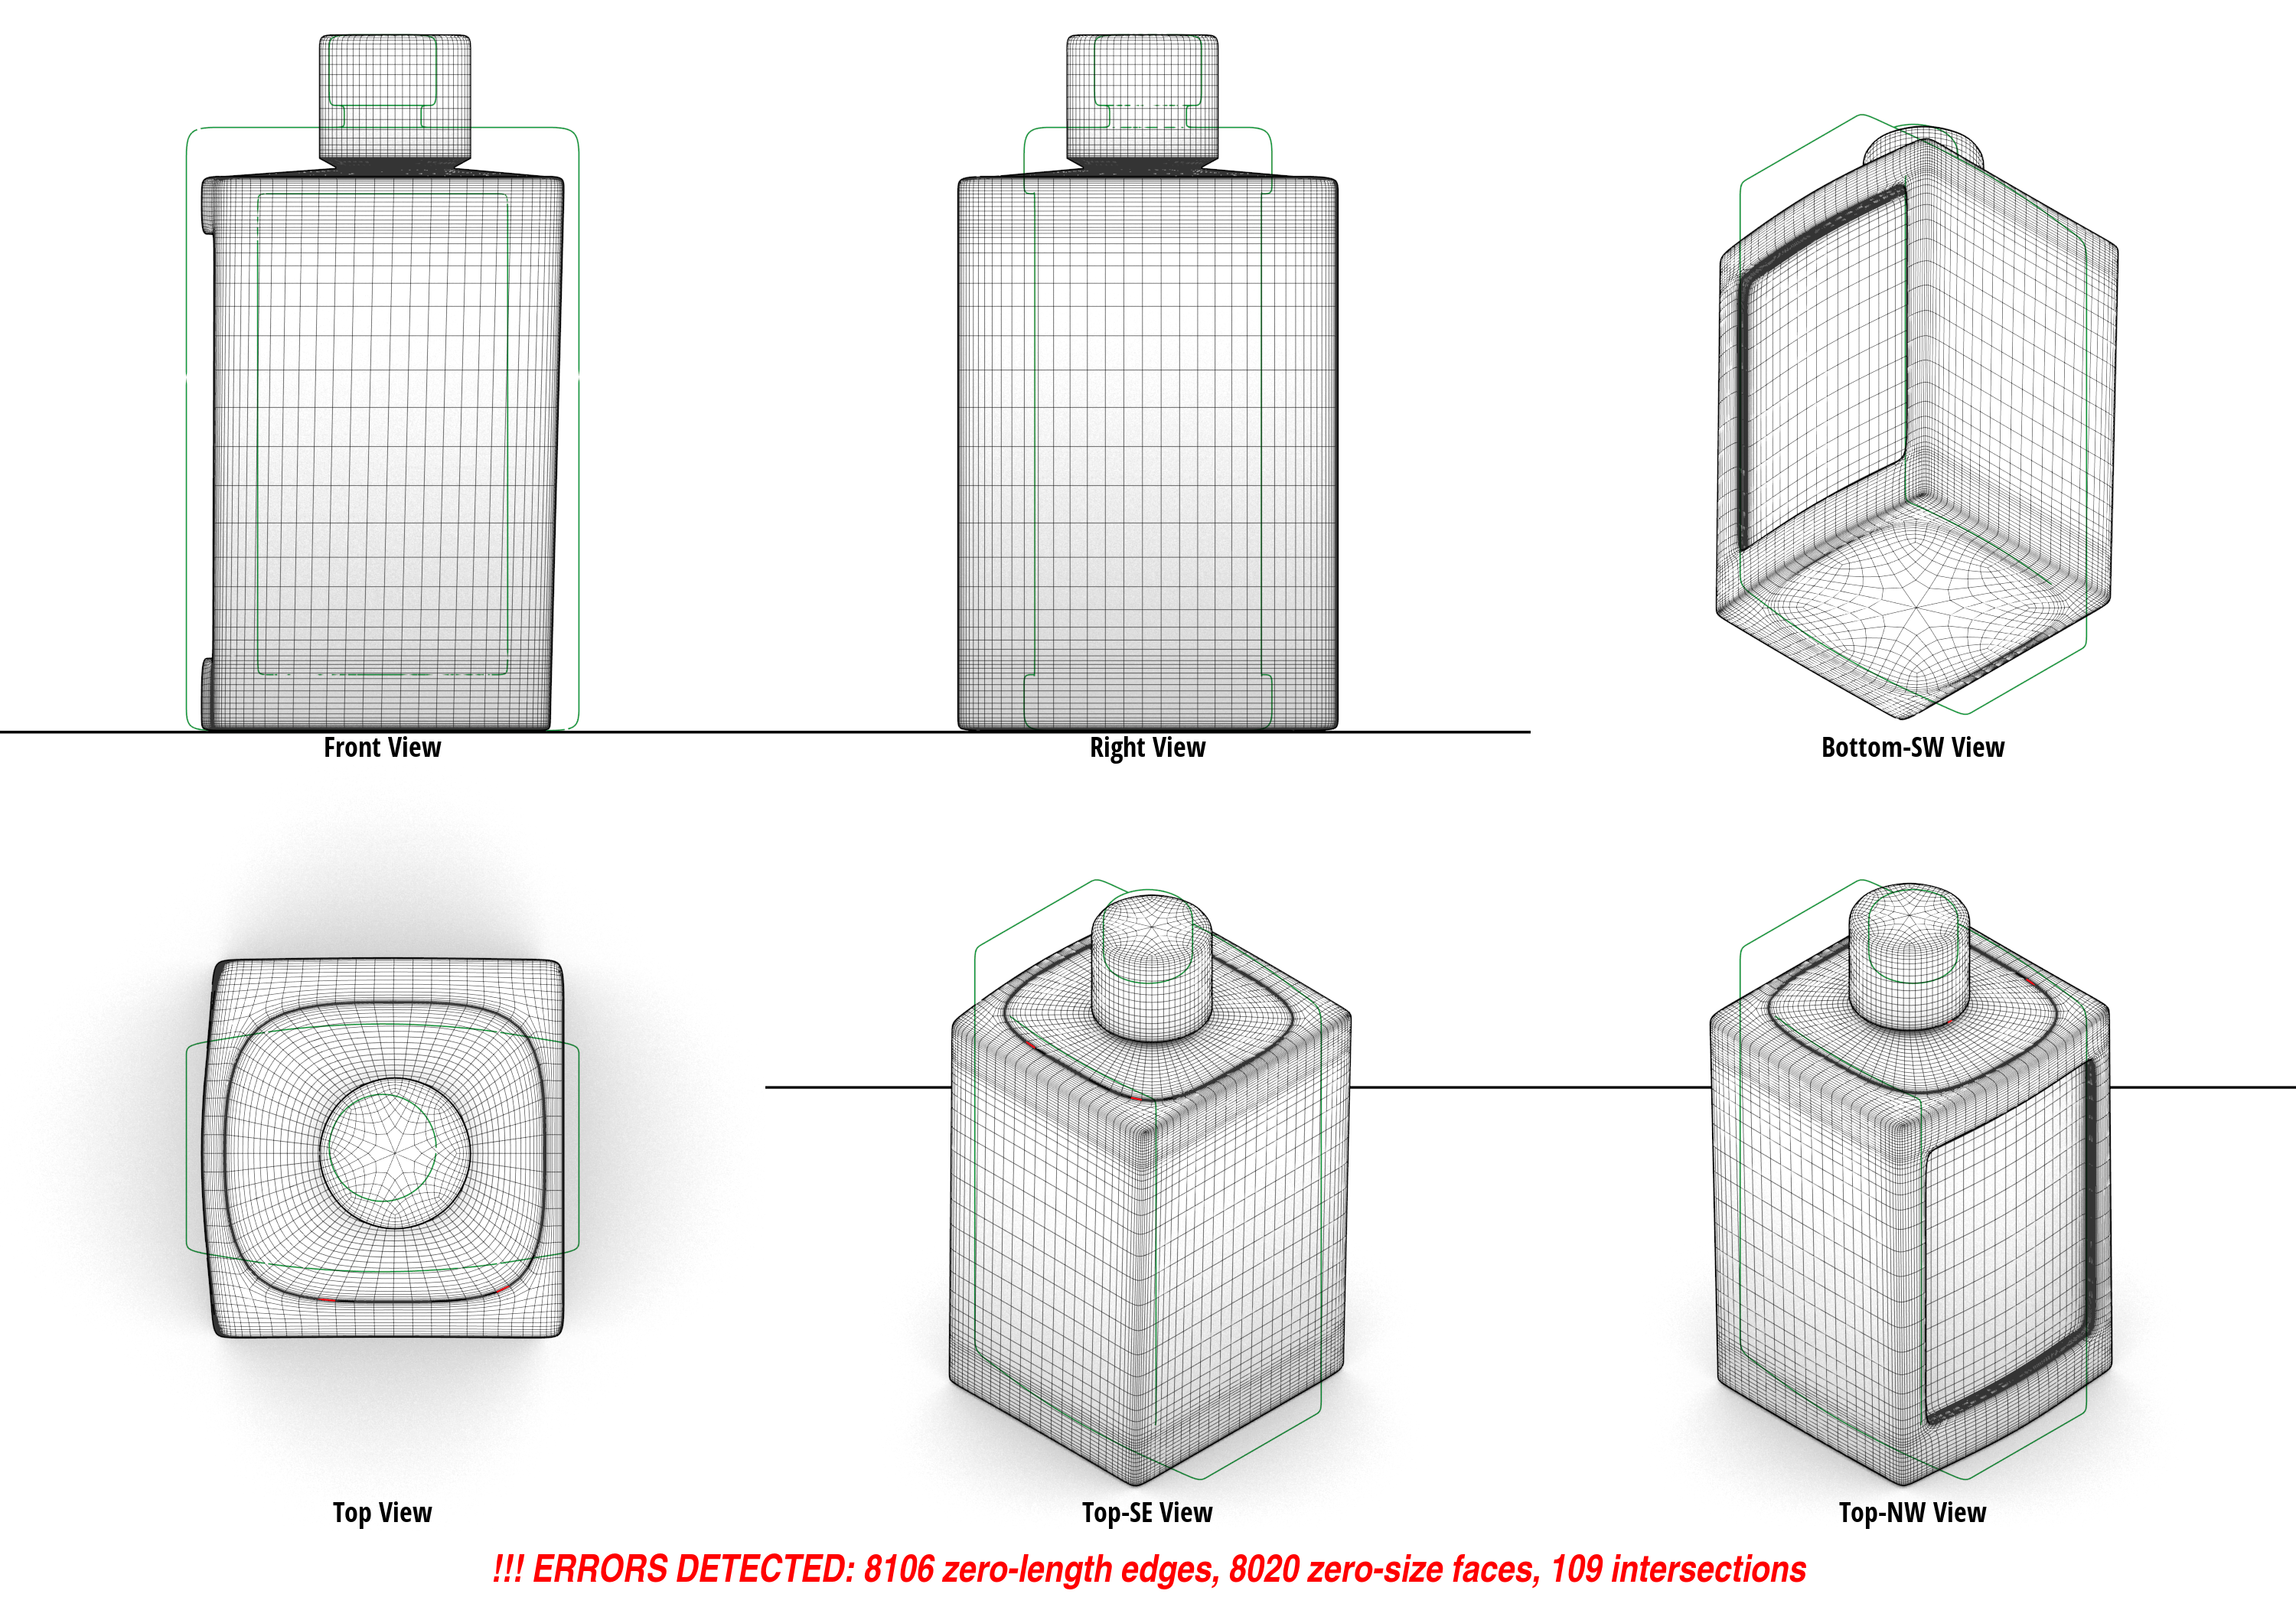 Front View
Right View
Bottom-SW View
Top View
Top-SE View
Top-NW View
!!! ERRORS DETECTED: 8106 zero-length edges, 8020 zero-size faces, 109 intersections